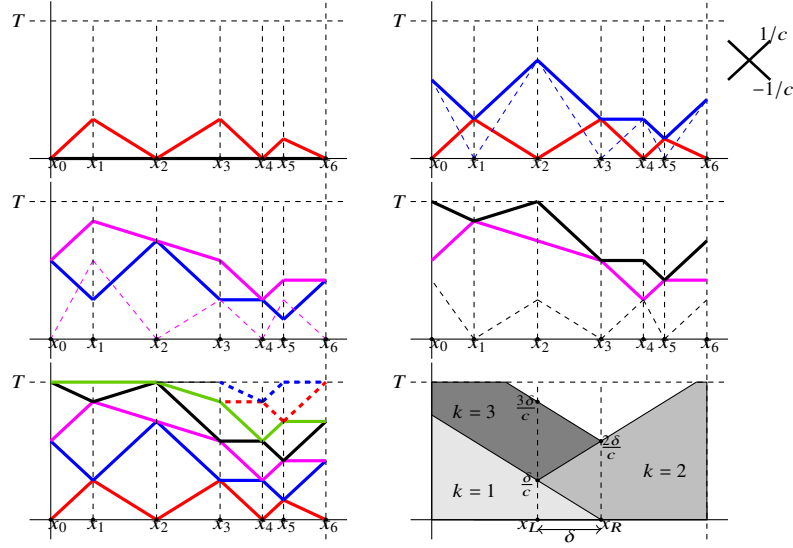 T
x₀ x₁ x₂ x₃ x₄ x₅ x₆
T
x₀ x₁ x₂ x₃ x₄ x₅ x₆
1/c
−1/c
T
x₀ x₁ x₂ x₃ x₄ x₅ x₆
T
x₀ x₁ x₂ x₃ x₄ x₅ x₆
T
x₀ x₁ x₂ x₃ x₄ x₅ x₆
T
k = 3
3δ/c
2δ/c
k = 1
δ/c
k = 2
x_L x_R
δ